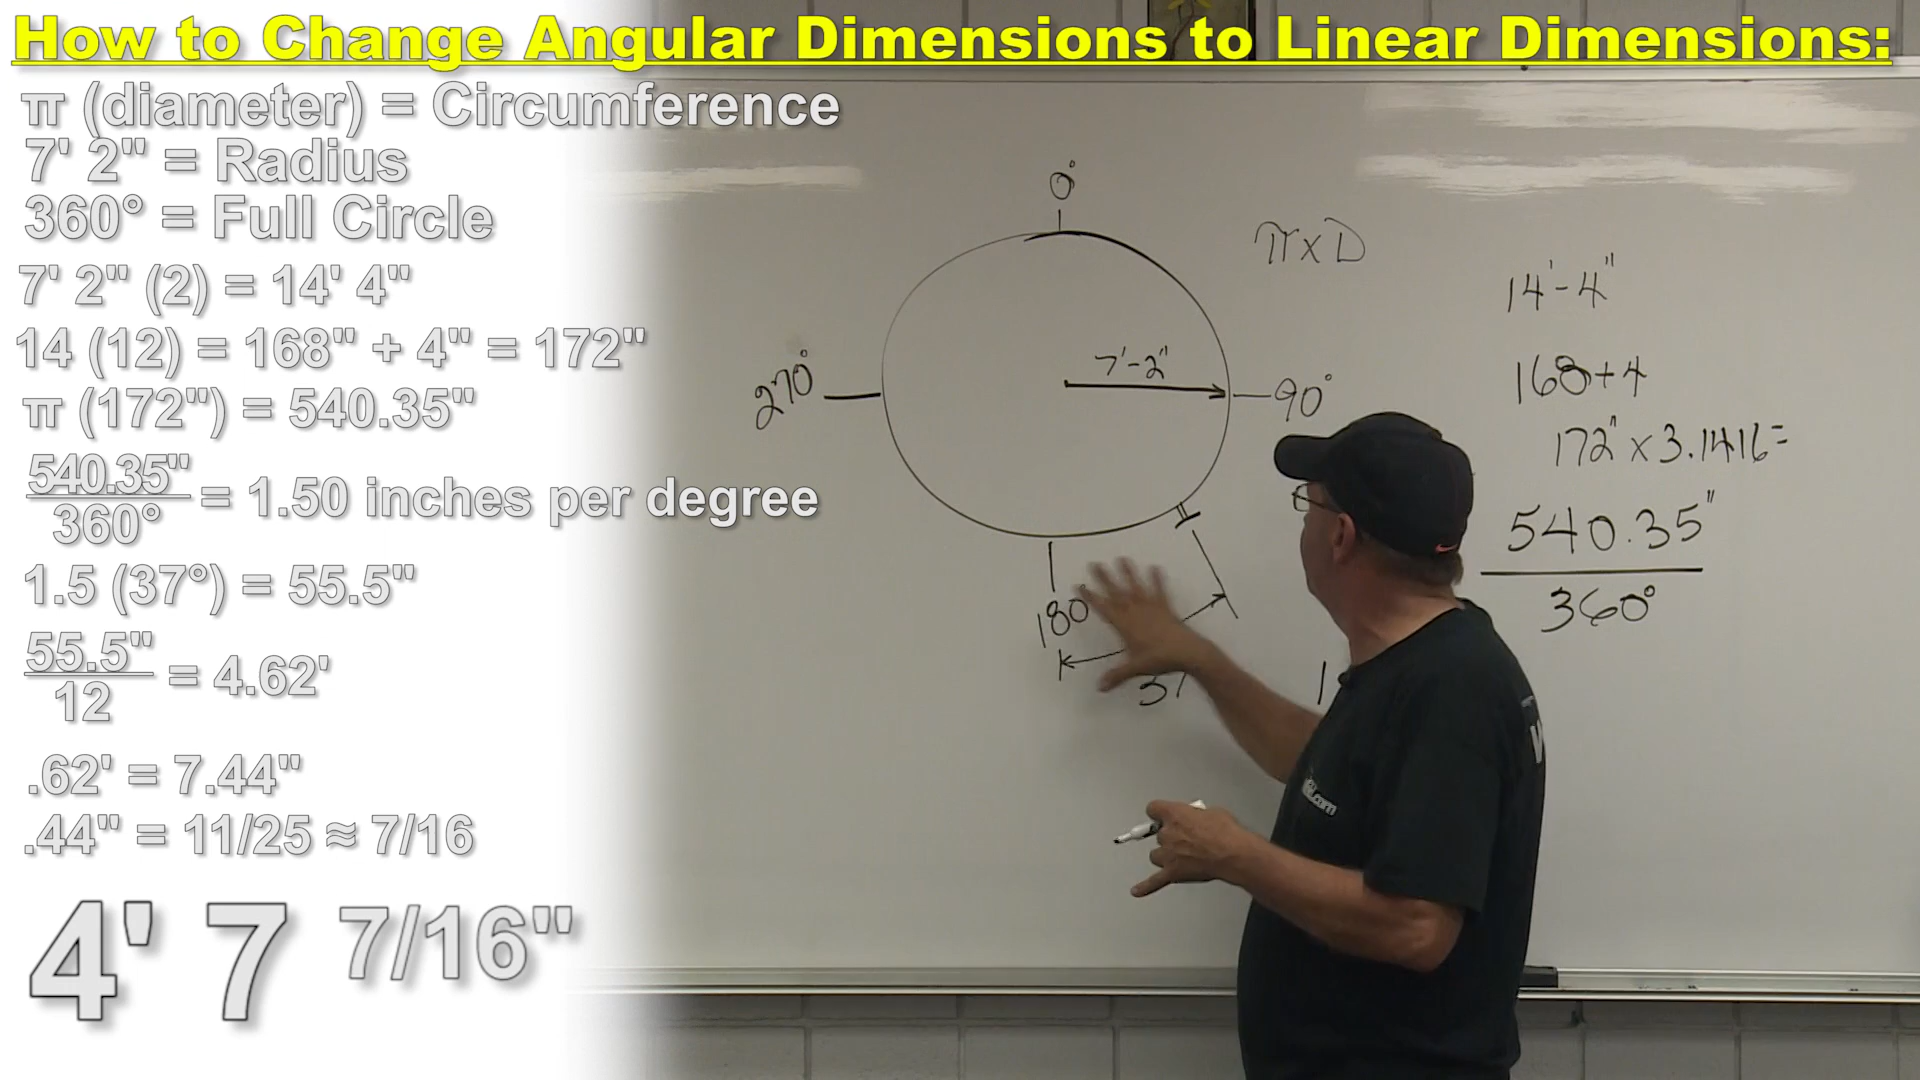 How to Change Angular Dimensions to Linear Dimensions:
π (diameter) = Circumference
7' 2" = Radius
360° = Full Circle
7' 2" (2) = 14' 4"
14 (12) = 168" + 4" = 172"
π (172") = 540.35"
540.35"
360°
= 1.50 inches per degree
1.5 (37°) = 55.5"
55.5"
12
= 4.62'
.62' = 7.44"
.44" = 11/25 ≈ 7/16
4' 7 7/16"
0°
7'-2"
270°
90°
180
π x D
14'-4"
168+4
172" x 3.1416=
540.35"
360°